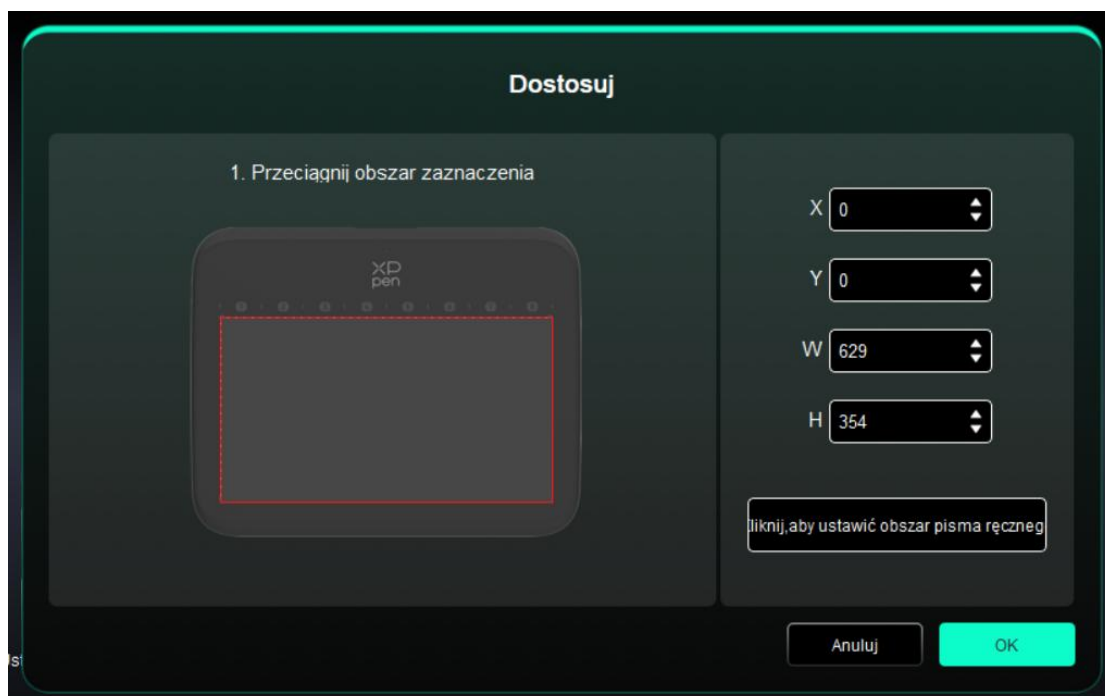 Dostosuj
1. Przeciągnij obszar zaznaczenia
XP
pen
X 0
Y 0
W 629
H 354
liknij,aby ustawić obszar pisma ręczneg
Anuluj
OK